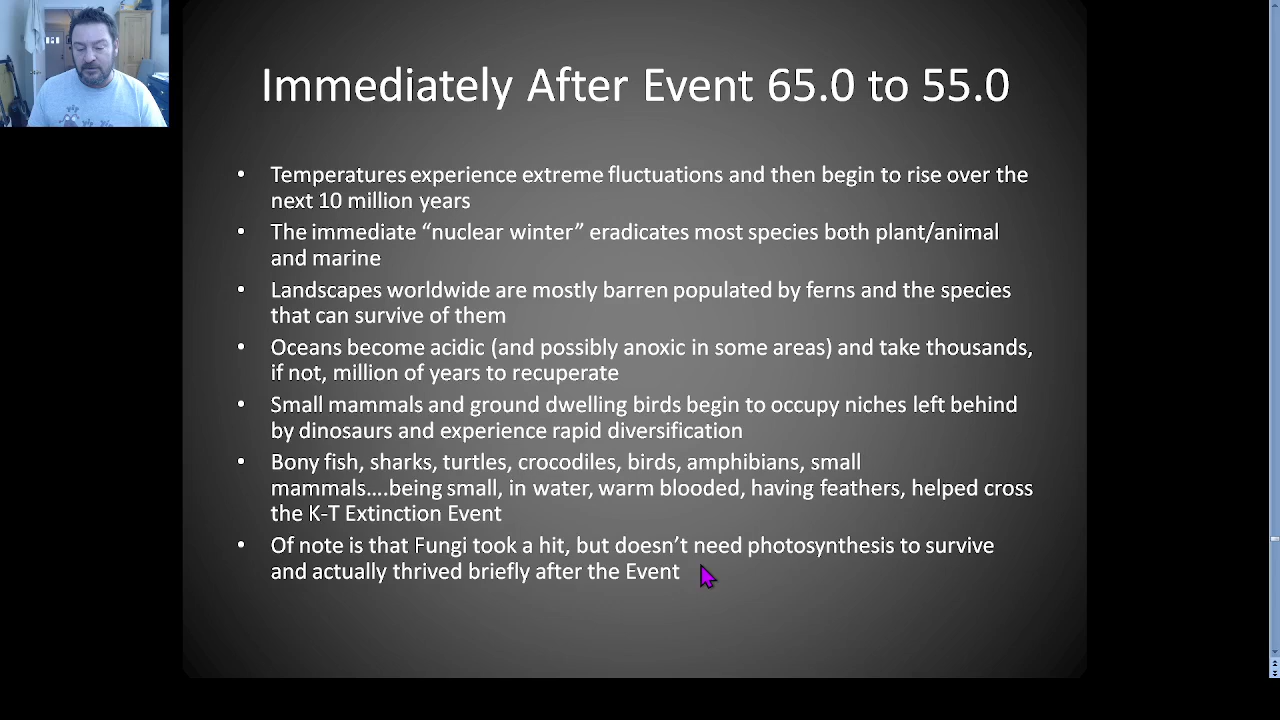 Immediately After Event 65.0 to 55.0
• Temperatures experience extreme fluctuations and then begin to rise over the
next 10 million years
• The immediate “nuclear winter” eradicates most species both plant/animal
and marine
• Landscapes worldwide are mostly barren populated by ferns and the species
that can survive of them
• Oceans become acidic (and possibly anoxic in some areas) and take thousands,
if not, million of years to recuperate
• Small mammals and ground dwelling birds begin to occupy niches left behind
by dinosaurs and experience rapid diversification
• Bony fish, sharks, turtles, crocodiles, birds, amphibians, small
mammals….being small, in water, warm blooded, having feathers, helped cross
the K-T Extinction Event
• Of note is that Fungi took a hit, but doesn’t need photosynthesis to survive
and actually thrived briefly after the Event